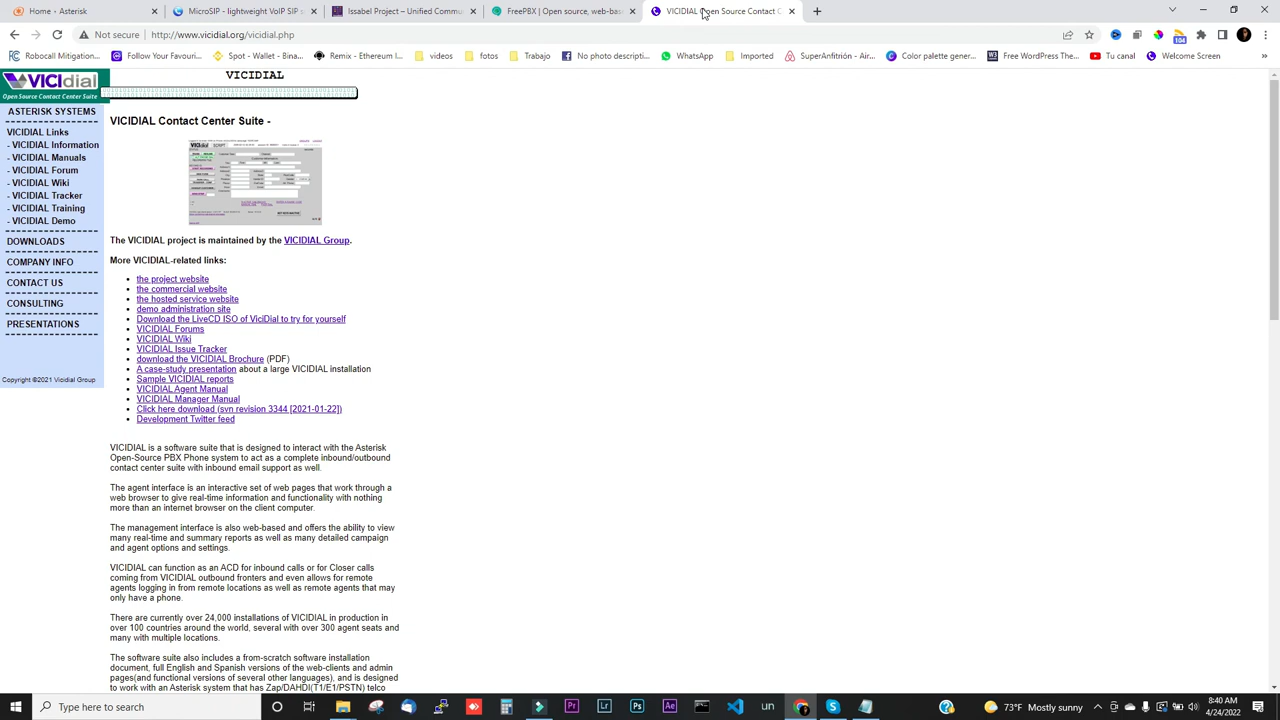 Home - Asterisk
MicroSIP - VoIP sip
Issabel PBX – Unified Commu
FreePBX | Open source, web-bas
VICIDIAL Open Source Contact C
Not secure | http://www.vicidial.org/vicidial.php
104
Robocall Mitigation...
Follow Your Favouri...
Spot - Wallet - Bina...
Remix - Ethereum I...
videos
Fotos
Trabajo
No photo descripti...
WhatsApp
Imported
SuperAnfitrión - Air...
Color palette gener...
Free WordPress The...
Tu canal
Welcome Screen
»
VICIdial
Open Source Contact Center Suite
VICIDIAL
ASTERISK SYSTEMS
VICIDIAL Links
- VICIDIAL Information
- VICIDIAL Manuals
- VICIDIAL Forum
- VICIDIAL Wiki
- VICIDIAL Tracker
- VICIDIAL Training
- VICIDIAL Demo
DOWNLOADS
COMPANY INFO
CONTACT US
CONSULTING
PRESENTATIONS
Copyright ©2021 Vicidial Group
VICIDIAL Contact Center Suite -
The VICIDIAL project is maintained by the VICIDIAL Group.
More VICIDIAL-related links:
• the project website
• the commercial website
• the hosted service website
• demo administration site
• Download the LiveCD ISO of ViciDial to try for yourself
• VICIDIAL Forums
• VICIDIAL Wiki
• VICIDIAL Issue Tracker
• download the VICIDIAL Brochure (PDF)
• A case-study presentation about a large VICIDIAL installation
• Sample VICIDIAL reports
• VICIDIAL Agent Manual
• VICIDIAL Manager Manual
• Click here download (svn revision 3344 [2021-01-22])
• Development Twitter feed
VICIDIAL is a software suite that is designed to interact with the Asterisk
Open-Source PBX Phone system to act as a complete inbound/outbound
contact center suite with inbound email support as well.
The agent interface is an interactive set of web pages that work through a
web browser to give real-time information and functionality with nothing
more than an internet browser on the client computer.
The management interface is also web-based and offers the ability to view
many real-time and summary reports as well as many detailed campaign
and agent options and settings.
VICIDIAL can function as an ACD for inbound calls or for Closer calls
coming from VICIDIAL outbound fronters and even allows for remote
agents logging in from remote locations as well as remote agents that may
only have a phone.
There are currently over 24,000 installations of VICIDIAL in production in
over 100 countries around the world, several with over 300 agent seats and
many with multiple locations.
The software suite also includes a from-scratch software installation
document, full English and Spanish versions of the web-clients and admin
pages(and functional versions of several other languages), and is designed
to work with an Asterisk system that has Zap/DAHDI(T1/E1/PSTN) telco
Type here to search
73°F Mostly sunny
8:40 AM
4/24/2022